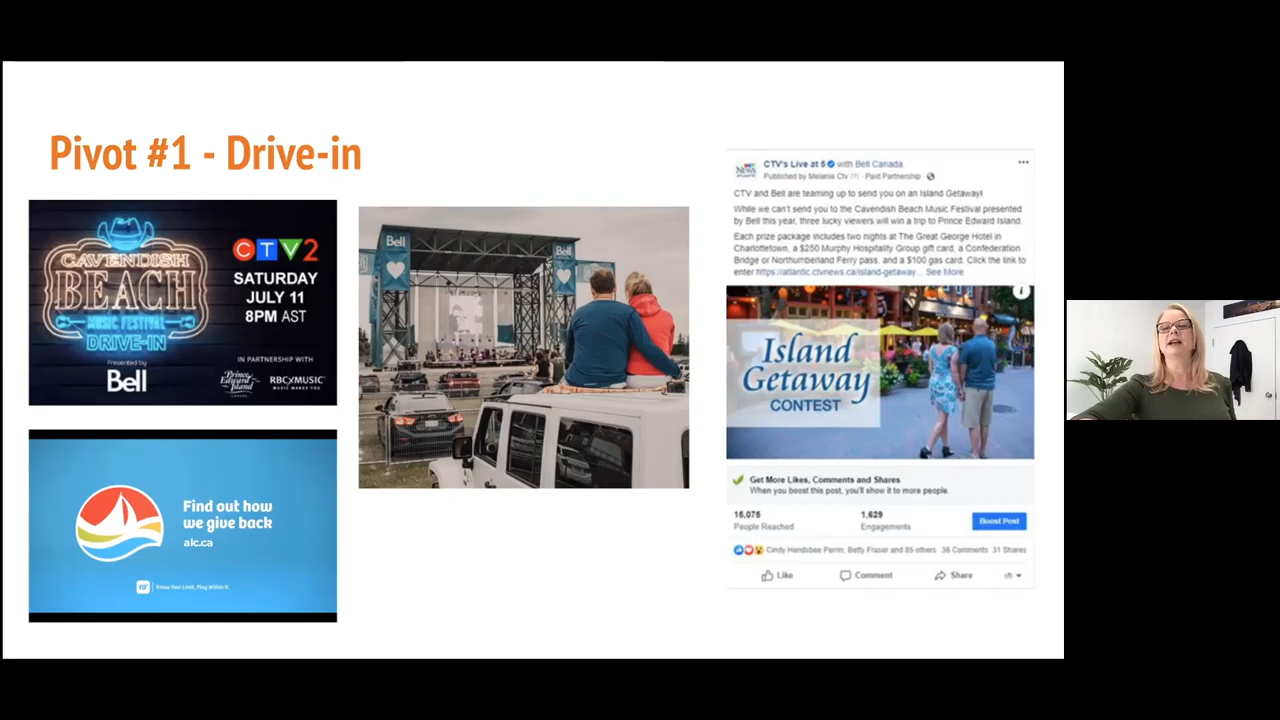 Pivot #1 - Drive-in
CAVENDISH
BEACH
MUSIC FESTIVAL
DRIVE-IN
Presented by
Bell
CTV2
SATURDAY
JULY 11
8PM AST
IN PARTNERSHIP WITH
Prince Edward Island
RBCxMUSIC
MUSIC MAKES YOU
Find out how
we give back
alc.ca
19+ Know Your Limit. Play Within It.
Bell
Bell
CTV's Live at 5 with Bell Canada.
Published by Melanie Ctv [?] · Paid Partnership ·
NEWS
CTV and Bell are teaming up to send you on an Island Getaway!
While we can't send you to the Cavendish Beach Music Festival presented
by Bell this year, three lucky viewers will win a trip to Prince Edward Island.
Each prize package includes two nights at The Great George Hotel in
Charlottetown, a $250 Murphy Hospitality Group gift card, a Confederation
Bridge or Northumberland Ferry pass, and a $100 gas card. Click the link to
enter https://atlantic.ctvnews.ca/island-getaway... See More
Island
Getaway
CONTEST
Get More Likes, Comments and Shares
When you boost this post, you'll show it to more people.
15,075
People Reached
1,629
Engagements
Boost Post
Cindy Hendsbee Perrin, Betty Fraser and 85 others
36 Comments
31 Shares
Like
Comment
Share